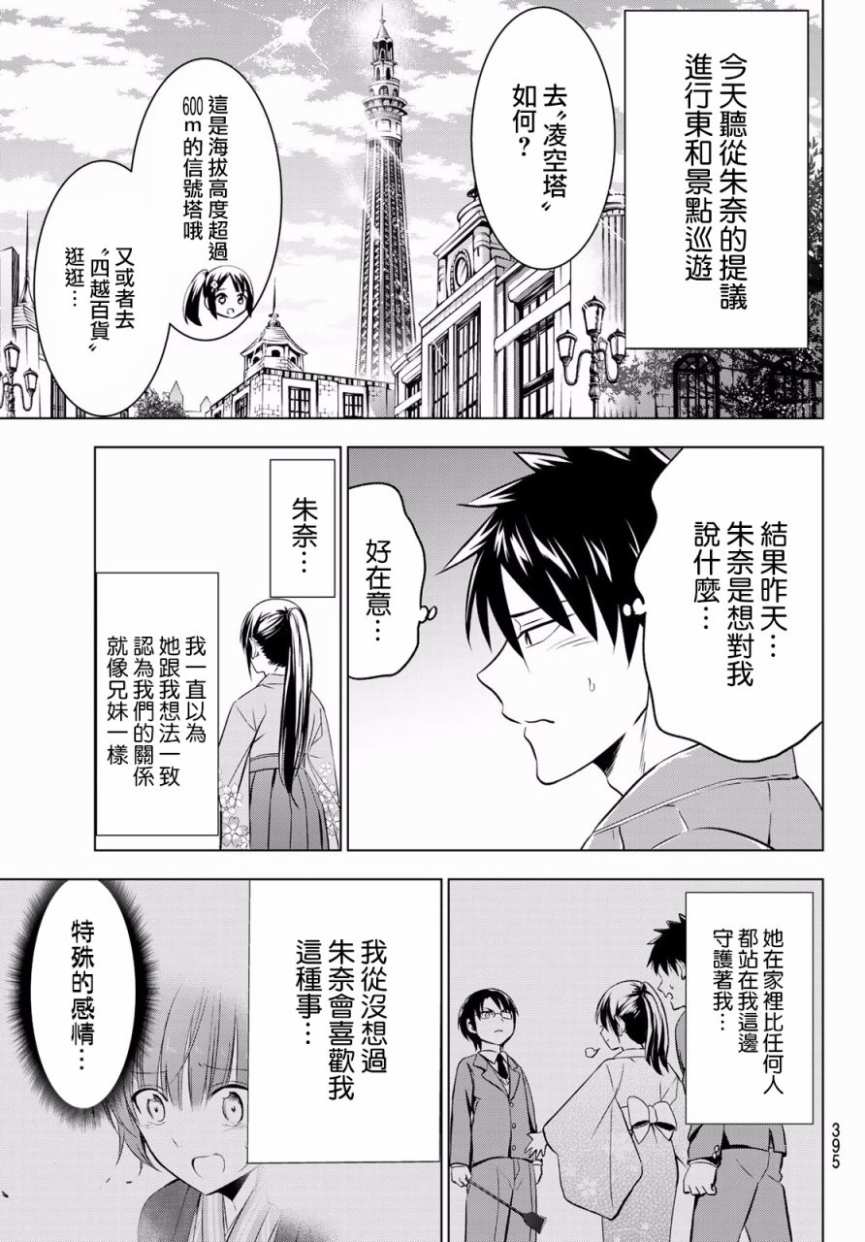 今天聽從朱奈的提議
進行東和景點巡遊
去〝凌空塔〞
如何?
這是海拔高度超過
600m的信號塔哦
又或者去
〝四越百貨〞
逛逛…
結果昨天…
朱奈是想對我
說什麼…
好在意…
朱奈…
我一直以為
她跟我想法一致
認為我們的關係
就像兄妹一樣
她在家裡比任何人
都站在我這邊
守護著我…
我從沒想過
朱奈會喜歡我
這種事…
特殊的感情…
395